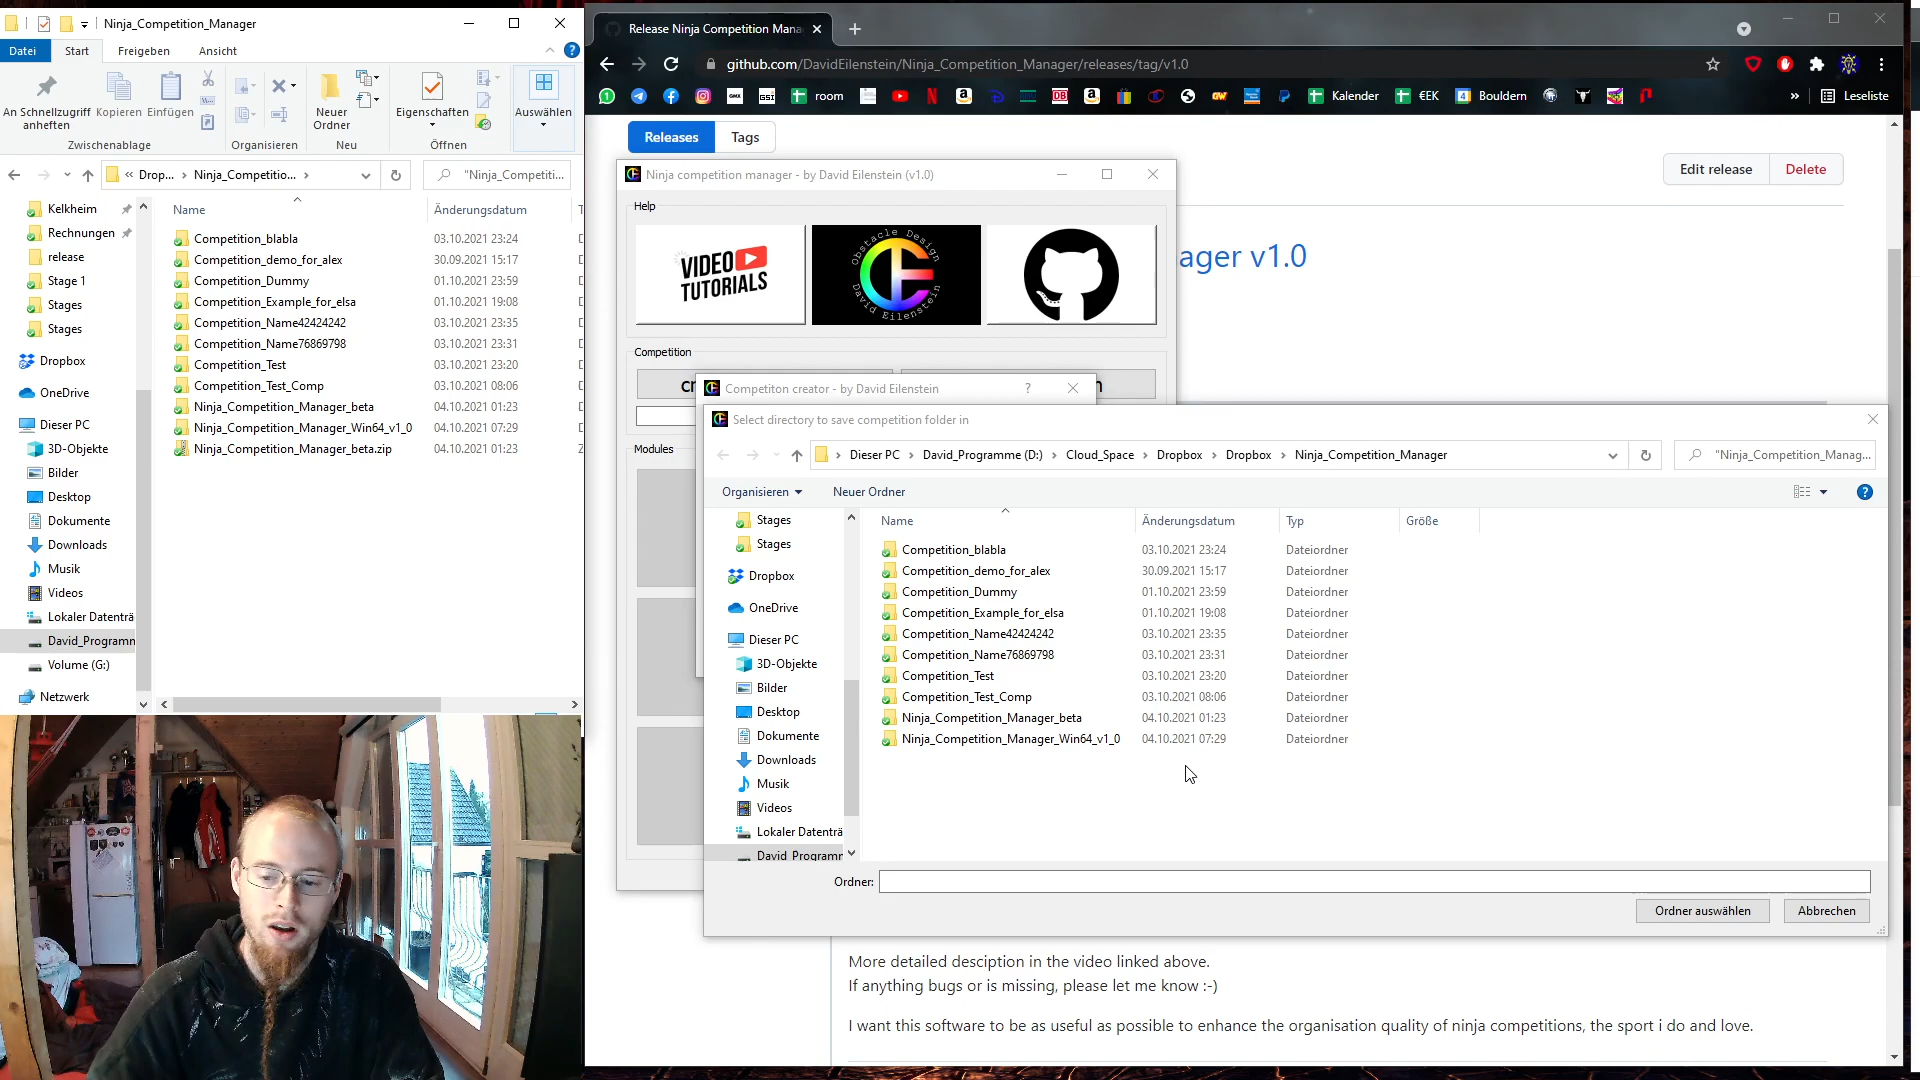 Ninja_Competition_Manager
Datei Start Freigeben Ansicht
An Schnellzugriff anheften
Kopieren
Einfügen
Neuer Ordner
Eigenschaften
Auswählen
Zwischenablage Organisieren Neu Öffnen
« Drop... › Ninja_Competitio... ›
"Ninja_Competiti...
Name Änderungsdatum
Kelkheim
Rechnungen
release
Stage 1
Stages
Stages
Dropbox
OneDrive
Dieser PC
3D-Objekte
Bilder
Desktop
Dokumente
Downloads
Musik
Videos
Lokaler Datenträ
David_Programm
Volume (G:)
Netzwerk
Competition_blabla 03.10.2021 23:24
Competition_demo_for_alex 30.09.2021 15:17
Competition_Dummy 01.10.2021 23:59
Competition_Example_for_elsa 01.10.2021 19:08
Competition_Name42424242 03.10.2021 23:35
Competition_Name76869798 03.10.2021 23:31
Competition_Test 03.10.2021 23:20
Competition_Test_Comp 03.10.2021 08:06
Ninja_Competition_Manager_beta 04.10.2021 01:23
Ninja_Competition_Manager_Win64_v1_0 04.10.2021 07:29
Ninja_Competition_Manager_beta.zip 04.10.2021 01:23
Release Ninja Competition Mana
github.com/DavidEilenstein/Ninja_Competition_Manager/releases/tag/v1.0
GMX GSI room DB Kalender €EK Bouldern » Leseliste
Releases Tags
Edit release Delete
ager v1.0
Ninja competition manager - by David Eilenstein (v1.0)
Help
VIDEO TUTORIALS
Obstacle Design
David Eilenstein
Competition
cr
n
Modules
Competiton creator - by David Eilenstein
Select directory to save competition folder in
› Dieser PC › David_Programme (D:) › Cloud_Space › Dropbox › Dropbox › Ninja_Competition_Manager
"Ninja_Competition_Manag...
Organisieren Neuer Ordner
Name Änderungsdatum Typ Größe
Stages
Stages
Dropbox
OneDrive
Dieser PC
3D-Objekte
Bilder
Desktop
Dokumente
Downloads
Musik
Videos
Lokaler Datenträ
David_Programm
Competition_blabla 03.10.2021 23:24 Dateiordner
Competition_demo_for_alex 30.09.2021 15:17 Dateiordner
Competition_Dummy 01.10.2021 23:59 Dateiordner
Competition_Example_for_elsa 01.10.2021 19:08 Dateiordner
Competition_Name42424242 03.10.2021 23:35 Dateiordner
Competition_Name76869798 03.10.2021 23:31 Dateiordner
Competition_Test 03.10.2021 23:20 Dateiordner
Competition_Test_Comp 03.10.2021 08:06 Dateiordner
Ninja_Competition_Manager_beta 04.10.2021 01:23 Dateiordner
Ninja_Competition_Manager_Win64_v1_0 04.10.2021 07:29 Dateiordner
Ordner:
Ordner auswählen Abbrechen
More detailed desciption in the video linked above.
If anything bugs or is missing, please let me know :-)
I want this software to be as useful as possible to enhance the organisation quality of ninja competitions, the sport i do and love.